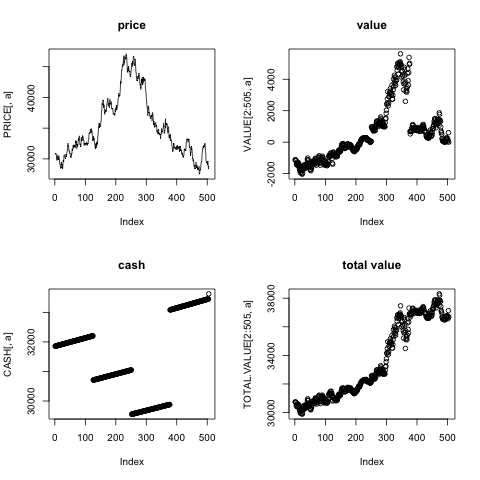 price
PRICE[, a]
30000
40000
0 100 200 300 400 500
Index
value
VALUE[2:505, a]
-2000 0 2000 4000
0 100 200 300 400 500
Index
cash
CASH[, a]
30000 32000
0 100 200 300 400 500
Index
total value
TOTAL.VALUE[2:505, a]
30000 34000 38000
0 100 200 300 400 500
Index